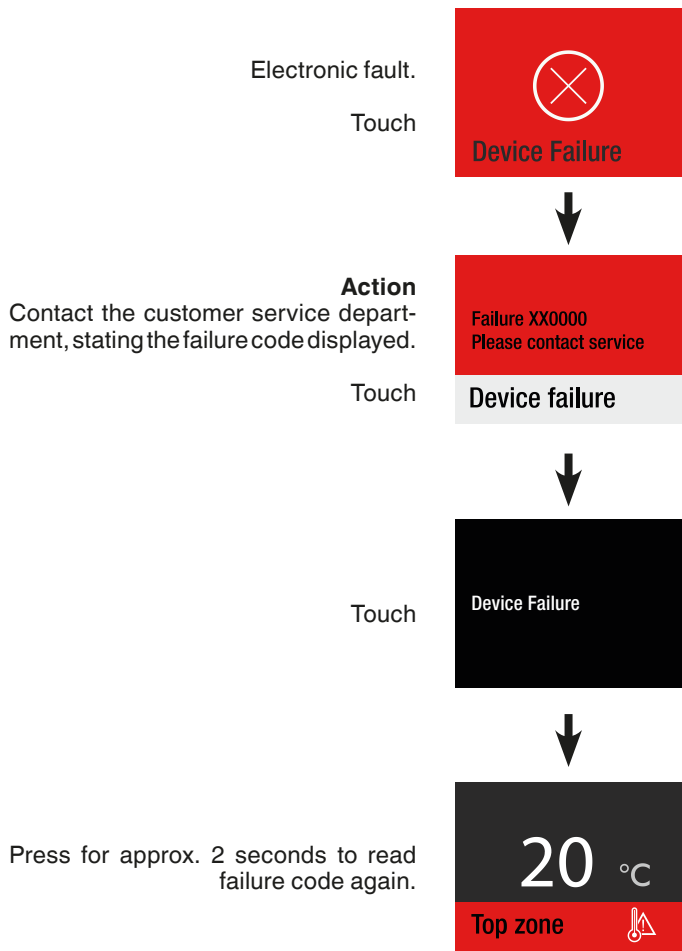 Electronic fault.
Touch
Device Failure
Action
Contact the customer service depart-
ment, stating the failure code displayed.
Touch
Failure XX0000
Please contact service
Device failure
Touch
Device Failure
Press for approx. 2 seconds to read
failure code again.
20 °C
Top zone